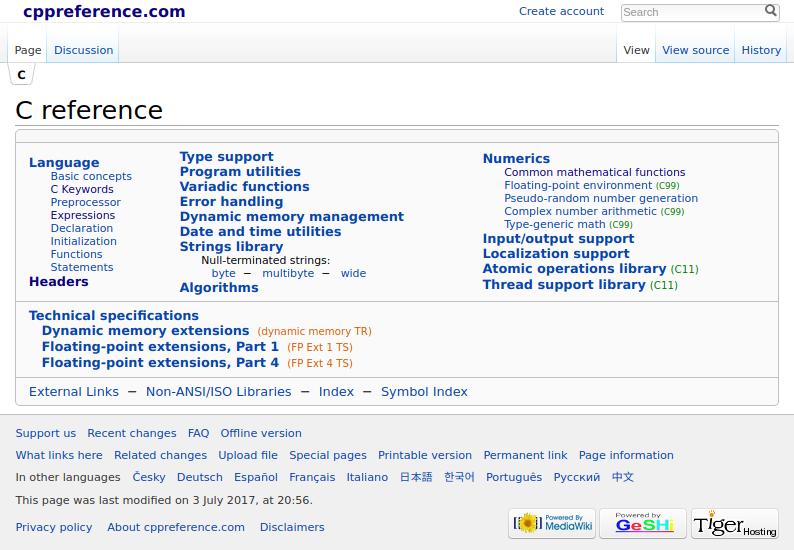 cppreference.com
Create account
Search
Page Discussion
View View source History
C
C reference
Language
Basic concepts
C Keywords
Preprocessor
Expressions
Declaration
Initialization
Functions
Statements
Headers
Type support
Program utilities
Variadic functions
Error handling
Dynamic memory management
Date and time utilities
Strings library
Null-terminated strings:
byte − multibyte − wide
Algorithms
Numerics
Common mathematical functions
Floating-point environment (C99)
Pseudo-random number generation
Complex number arithmetic (C99)
Type-generic math (C99)
Input/output support
Localization support
Atomic operations library (C11)
Thread support library (C11)
Technical specifications
Dynamic memory extensions (dynamic memory TR)
Floating-point extensions, Part 1 (FP Ext 1 TS)
Floating-point extensions, Part 4 (FP Ext 4 TS)
External Links − Non-ANSI/ISO Libraries − Index − Symbol Index
Support us Recent changes FAQ Offline version
What links here Related changes Upload file Special pages Printable version Permanent link Page information
In other languages Česky Deutsch Español Français Italiano 日本語 한국어 Português Русский 中文
This page was last modified on 3 July 2017, at 20:56.
Privacy policy About cppreference.com Disclaimers
Powered By
MediaWiki
Powered by
GeSHi
Tiger Hosting